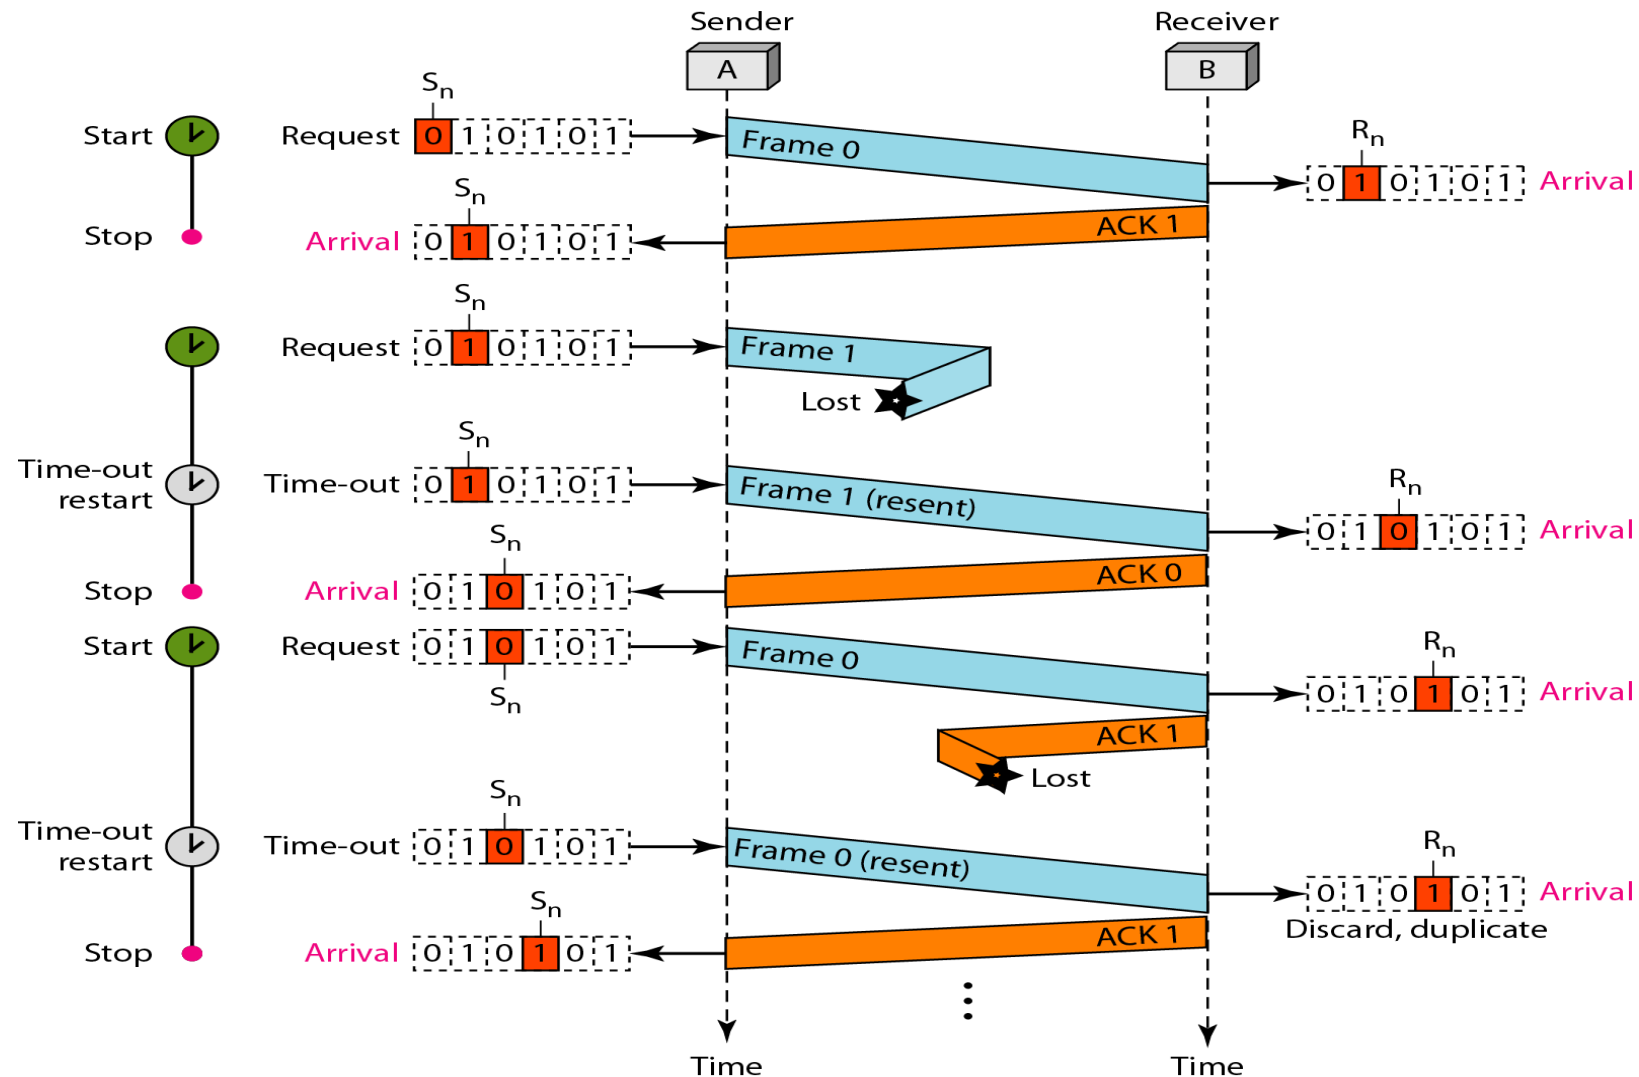 Sender Receiver
A B
Sn
Start Request 0 1 0 1 0 1 Frame 0
Rn
0 1 0 1 0 1 Arrival
Sn
Stop Arrival 0 1 0 1 0 1 ACK 1
Sn
Request 0 1 0 1 0 1 Frame 1
Lost
Sn
Time-out
restart
Time-out 0 1 0 1 0 1 Frame 1 (resent)
Rn
0 1 0 1 0 1 Arrival
Sn
Stop Arrival 0 1 0 1 0 1 ACK 0
Start Request 0 1 0 1 0 1 Frame 0
Sn
Rn
0 1 0 1 0 1 Arrival
ACK 1
Lost
Sn
Time-out
restart
Time-out 0 1 0 1 0 1 Frame 0 (resent)
Rn
0 1 0 1 0 1 Arrival
Discard, duplicate
Sn
Stop Arrival 0 1 0 1 0 1 ACK 1
Time Time